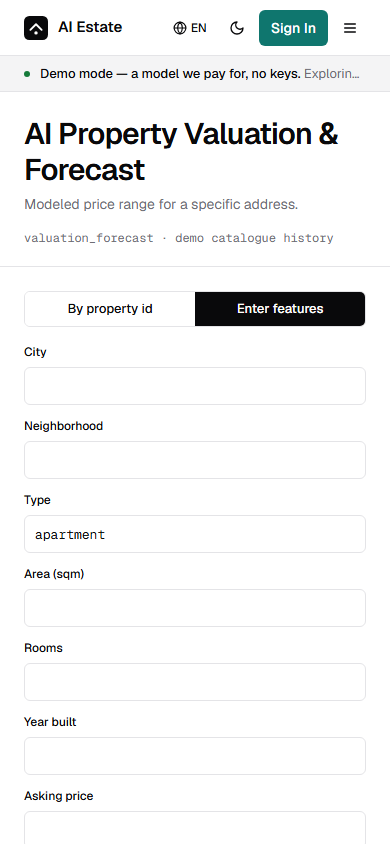 AI Estate
EN
Sign In
Demo mode — a model we pay for, no keys. Explorin…
AI Property Valuation &
Forecast
Modeled price range for a specific address.
valuation_forecast · demo catalogue history
By property id
Enter features
City
Neighborhood
Type
apartment
Area (sqm)
Rooms
Year built
Asking price